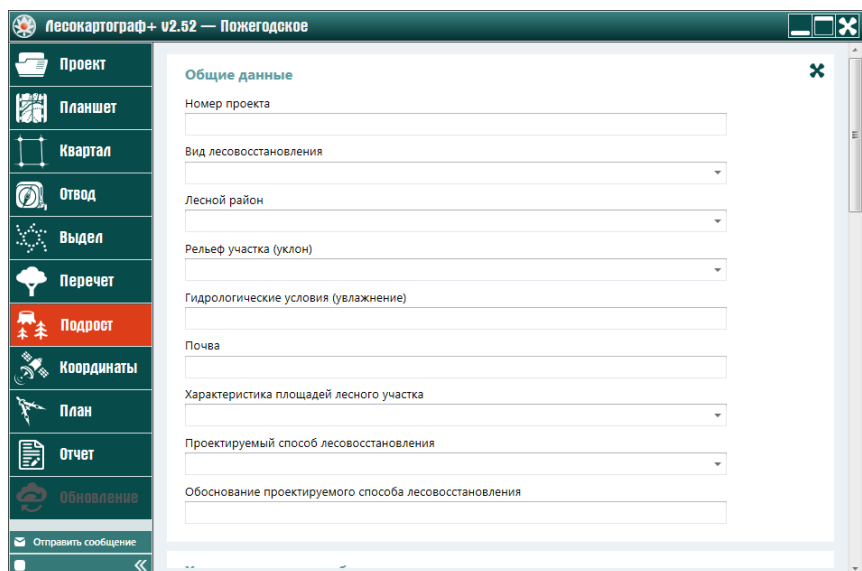 Лесокартограф+ v2.52 — Пожегодское
Проект
Планшет
Квартал
Отвод
Выдел
Перечет
Подрост
Координаты
План
Отчет
Обновление
Отправить сообщение
Общие данные
Номер проекта
Вид лесовосстановления
Лесной район
Рельеф участка (уклон)
Гидрологические условия (увлажнение)
Почва
Характеристика площадей лесного участка
Проектируемый способ лесовосстановления
Обоснование проектируемого способа лесовосстановления